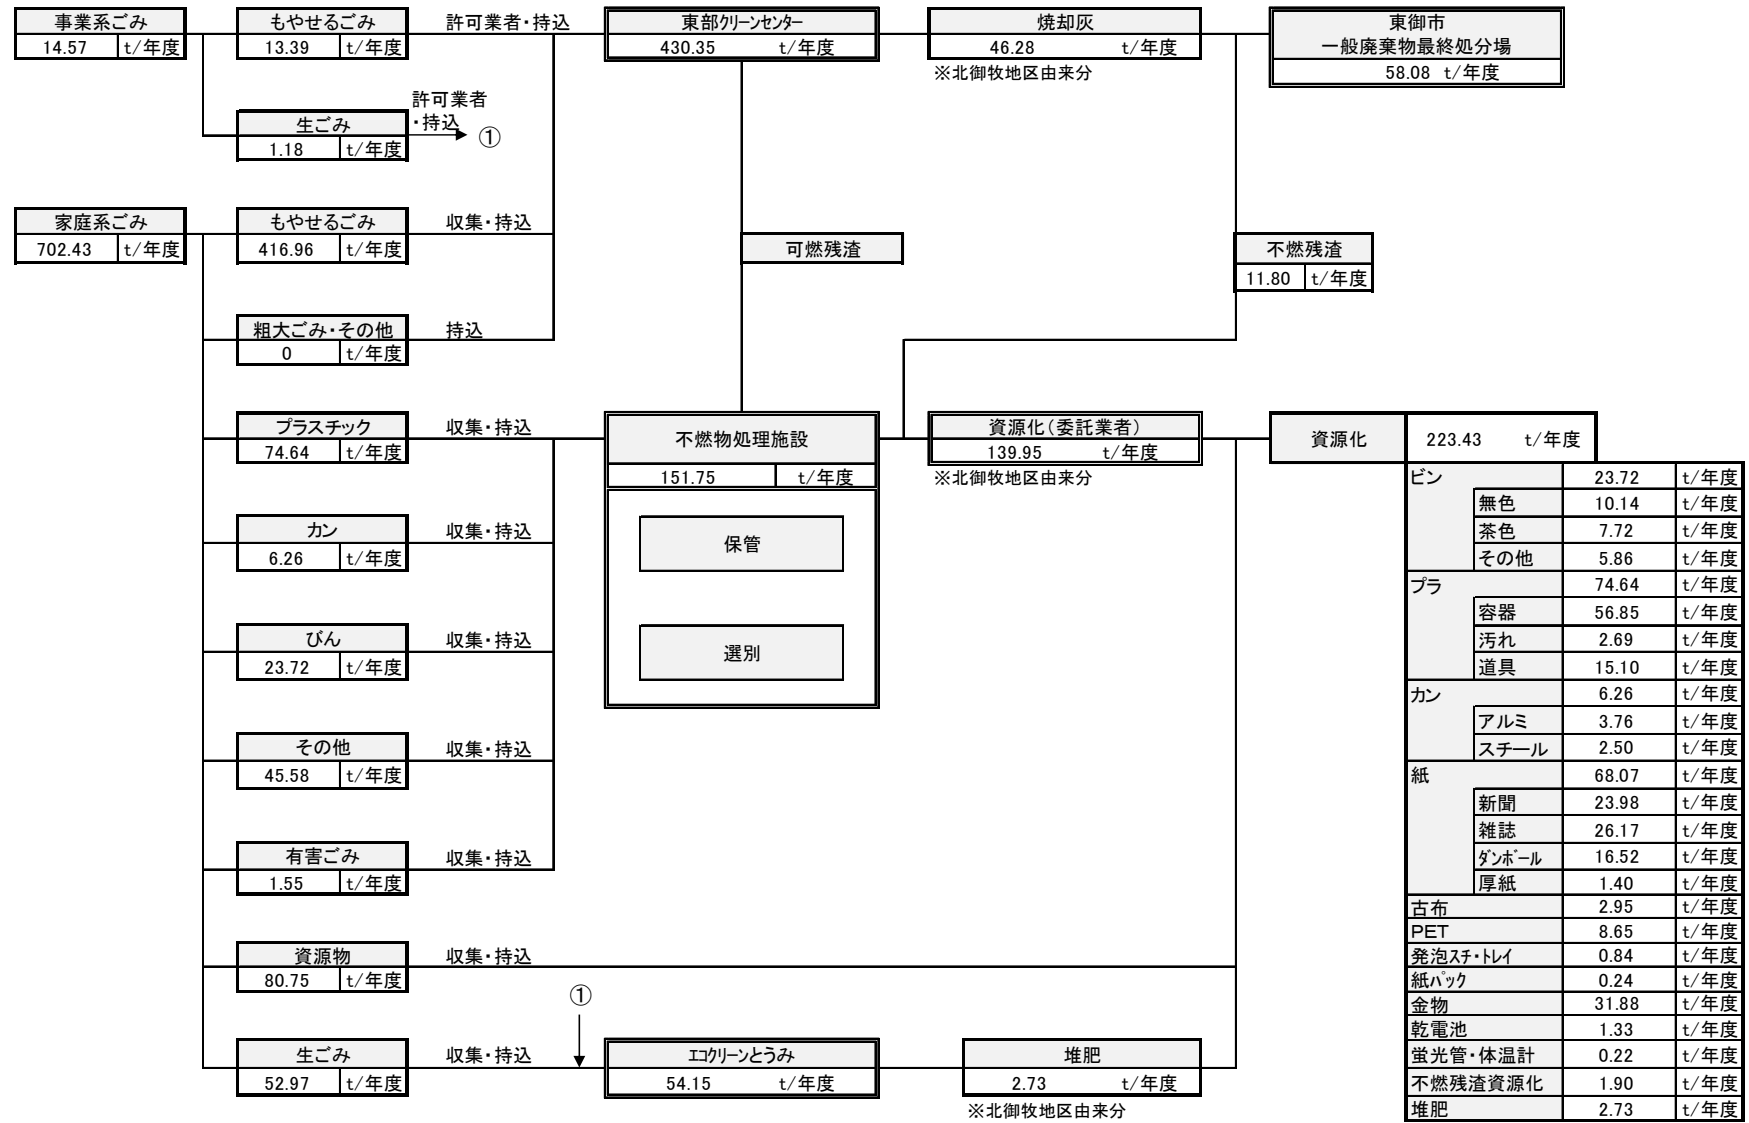 事業系ごみ
14.57 t/年度
もやせるごみ
13.39 t/年度
許可業者・持込
東部クリーンセンター
430.35 t/年度
焼却灰
46.28 t/年度
※北御牧地区由来分
東御市
一般廃棄物最終処分場
58.08 t/年度
生ごみ
1.18 t/年度
許可業者
・持込
①
家庭系ごみ
702.43 t/年度
もやせるごみ
416.96 t/年度
収集・持込
可燃残渣
不燃残渣
11.80 t/年度
粗大ごみ・その他
0 t/年度
持込
プラスチック
74.64 t/年度
収集・持込
不燃物処理施設
151.75 t/年度
保管
選別
資源化(委託業者)
139.95 t/年度
※北御牧地区由来分
資源化 223.43 t/年度
カン
6.26 t/年度
収集・持込
びん
23.72 t/年度
収集・持込
その他
45.58 t/年度
収集・持込
有害ごみ
1.55 t/年度
収集・持込
資源物
80.75 t/年度
収集・持込
①
生ごみ
52.97 t/年度
収集・持込
エコクリーンとうみ
54.15 t/年度
堆肥
2.73 t/年度
※北御牧地区由来分
ビン 23.72 t/年度
無色 10.14 t/年度
茶色 7.72 t/年度
その他 5.86 t/年度
プラ 74.64 t/年度
容器 56.85 t/年度
汚れ 2.69 t/年度
道具 15.10 t/年度
カン 6.26 t/年度
アルミ 3.76 t/年度
スチール 2.50 t/年度
紙 68.07 t/年度
新聞 23.98 t/年度
雑誌 26.17 t/年度
ダンボール 16.52 t/年度
厚紙 1.40 t/年度
古布 2.95 t/年度
PET 8.65 t/年度
発泡スチ・トレイ 0.84 t/年度
紙パック 0.24 t/年度
金物 31.88 t/年度
乾電池 1.33 t/年度
蛍光管・体温計 0.22 t/年度
不燃残渣資源化 1.90 t/年度
堆肥 2.73 t/年度